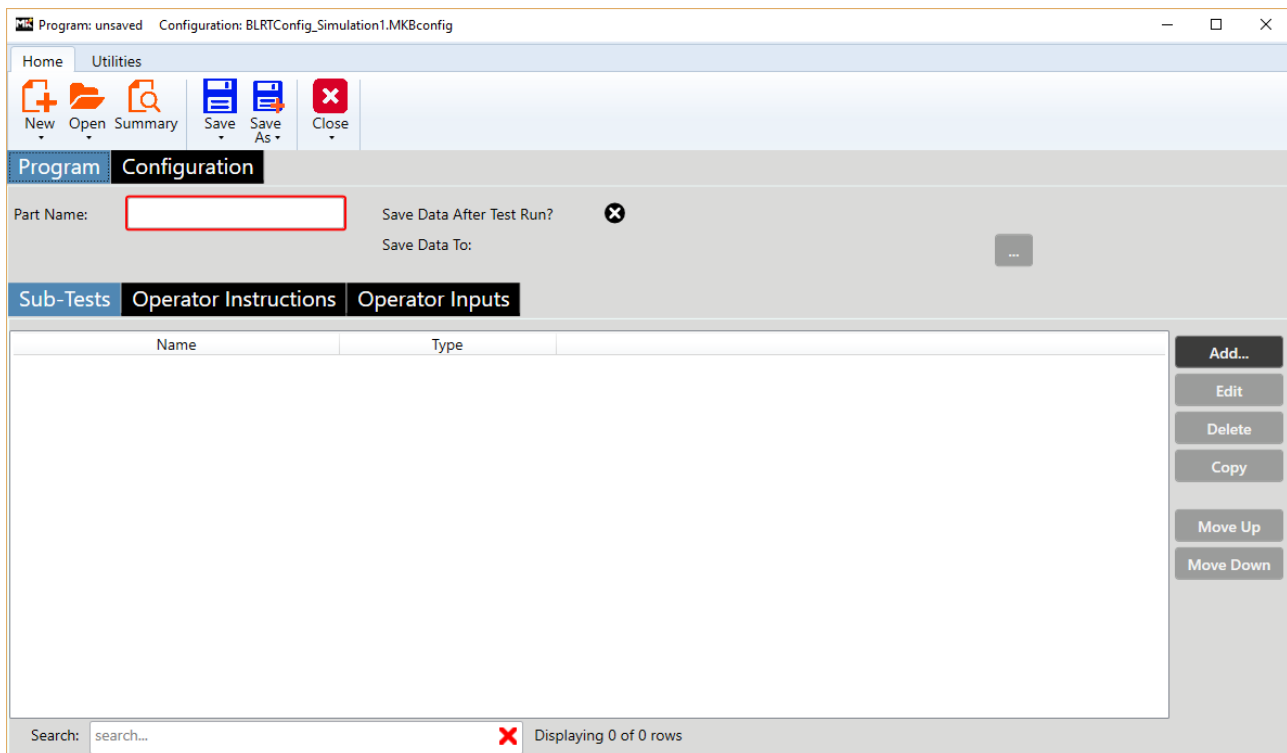 MK Program: unsaved Configuration: BLRTConfig_Simulation1.MKBconfig
Home Utilities
New Open Summary Save Save As Close
Program Configuration
Part Name: Save Data After Test Run?
Save Data To: ...
Sub-Tests Operator Instructions Operator Inputs
Name Type
Add...
Edit
Delete
Copy
Move Up
Move Down
Search: search... Displaying 0 of 0 rows